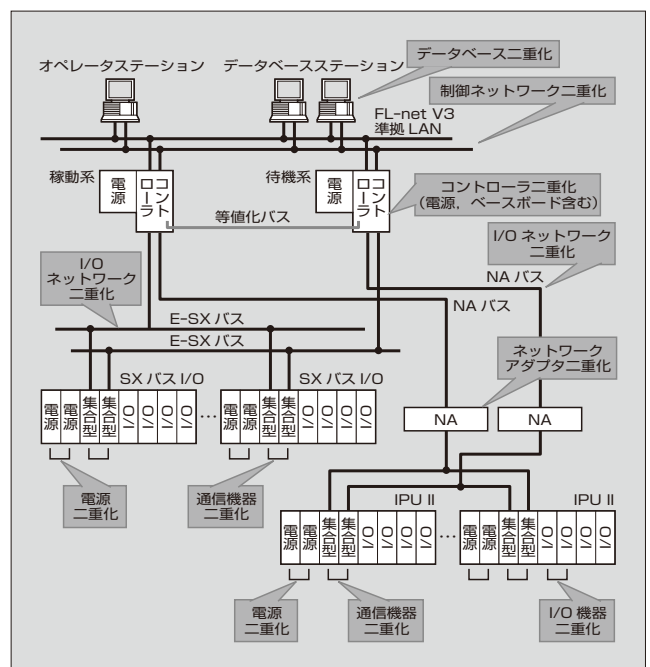 データベース二重化
オペレータステーション
データベースステーション
制御ネットワーク二重化
FL-net V3
準拠 LAN
稼動系
電源
コント
ローラ
待機系
電源
コント
ローラ
コントローラ二重化
(電源,ベースボード含む)
等値化バス
I/O ネットワーク
二重化
I/O
ネットワーク
二重化
NA バス
NA バス
E-SX バス
E-SX バス
ネットワーク
アダプタ二重化
SX バス I/O
SX バス I/O
電源
電源
集合型
集合型
I/O
I/O
I/O
I/O
…
電源
電源
集合型
集合型
I/O
I/O
I/O
I/O
NA
NA
電源
二重化
通信機器
二重化
IPU II
IPU II
電源
電源
集合型
集合型
I/O
I/O
I/O
I/O
…
電源
電源
集合型
集合型
I/O
I/O
I/O
I/O
電源
二重化
通信機器
二重化
I/O 機器
二重化